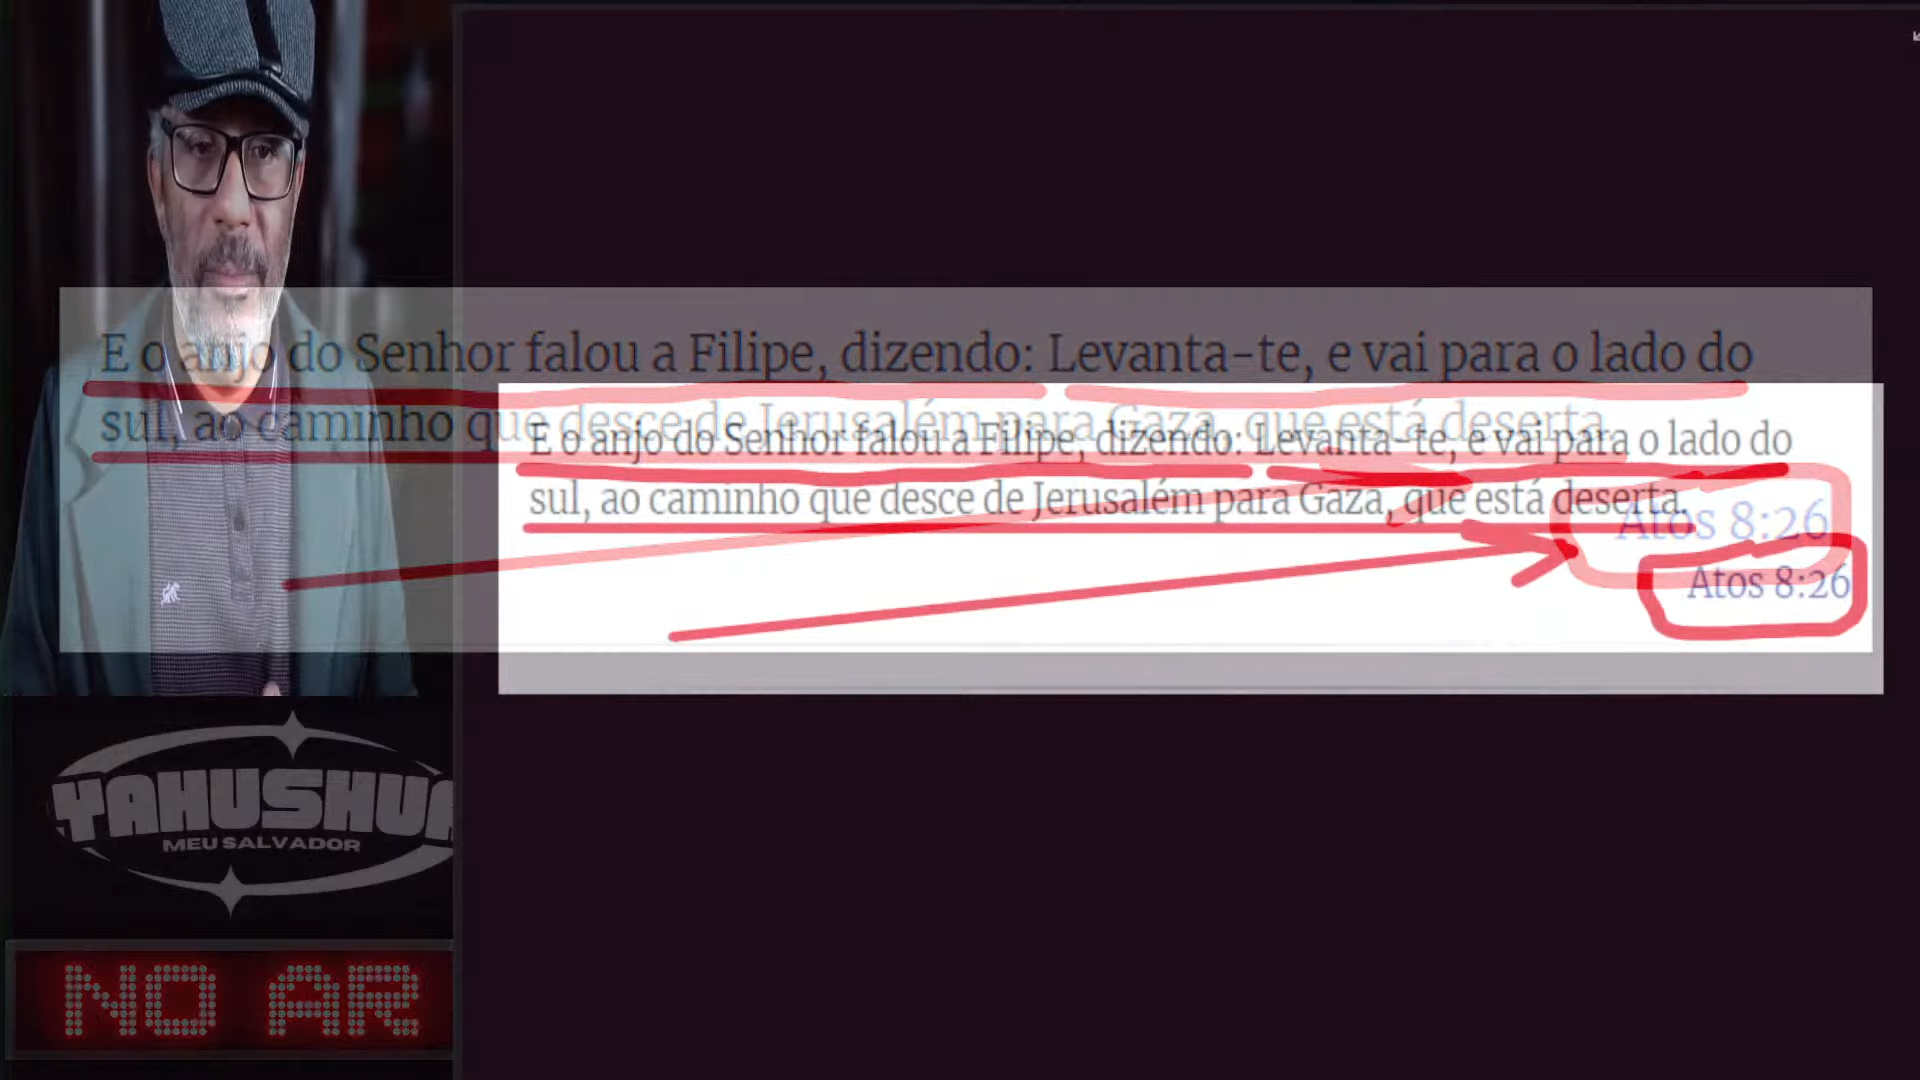 E o anjo do Senhor falou a Filipe, dizendo: Levanta-te, e vai para o lado do
sul, ao caminho que desce de Jerusalém para Gaza, que está deserta.
Atos 8:26
E o anjo do Senhor falou a Filipe, dizendo: Levanta-te, e vai para o lado do
sul, ao caminho que desce de Jerusalém para Gaza, que está deserta.
Atos 8:26
YAHUSHUA
MEU SALVADOR
NO AR